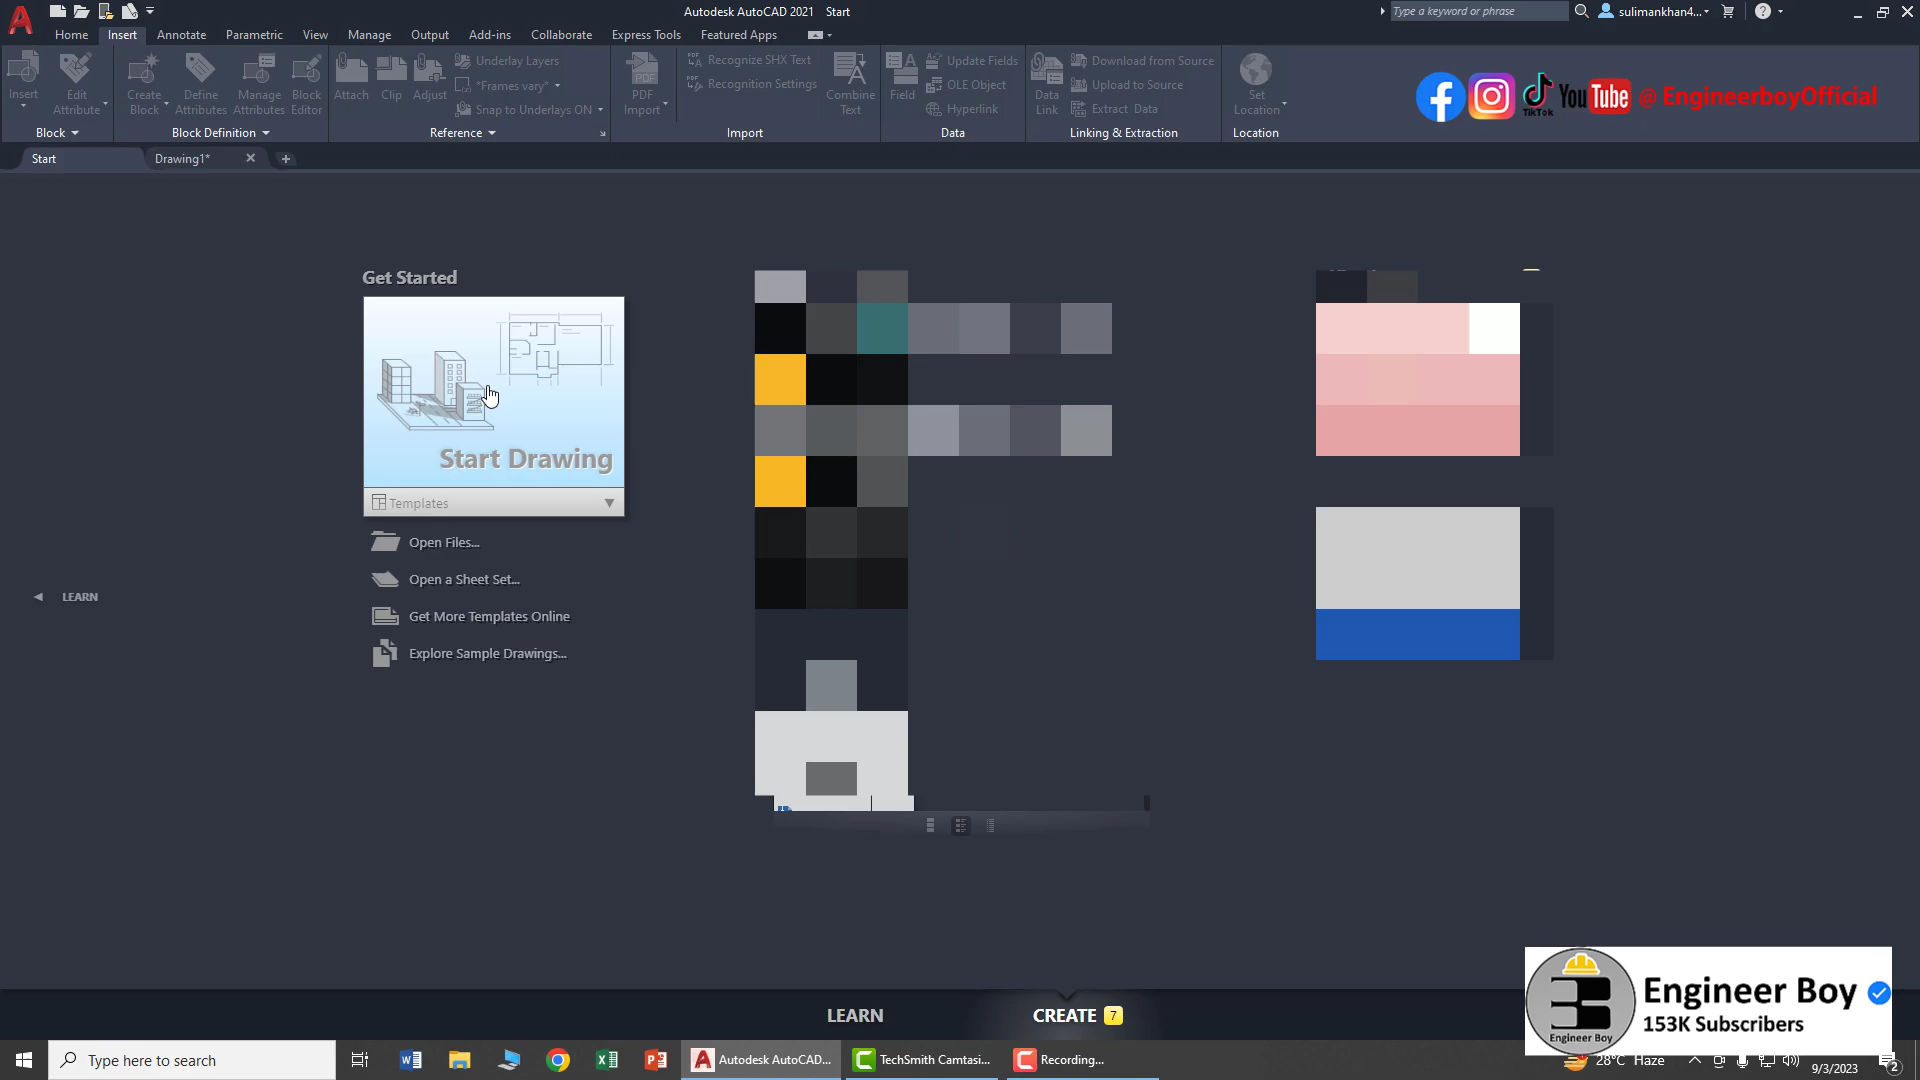 Autodesk AutoCAD 2021 Start
Type a keyword or phrase
sulimankhan4...
Home Insert Annotate Parametric View Manage Output Add-ins Collaborate Express Tools Featured Apps
Insert
Edit Attribute
Create Block
Define Attributes
Manage Attributes
Block Editor
Attach
Clip
Adjust
Underlay Layers
*Frames vary*
Snap to Underlays ON
PDF Import
Recognize SHX Text
Recognition Settings
Combine Text
Field
Update Fields
OLE Object
Hyperlink
Data Link
Download from Source
Upload to Source
Extract Data
Set Location
Block
Block Definition
Reference
Import
Data
Linking & Extraction
Location
TikTok
YouTube
@ EngineerboyOfficial
Start
Drawing1*
Get Started
Start Drawing
Templates
Open Files...
Open a Sheet Set...
Get More Templates Online
Explore Sample Drawings...
LEARN
LEARN
CREATE 7
Engineer Boy
Engineer Boy
153K Subscribers
Type here to search
Autodesk AutoCAD...
TechSmith Camtasi...
Recording...
28°C Haze
9/3/2023
2